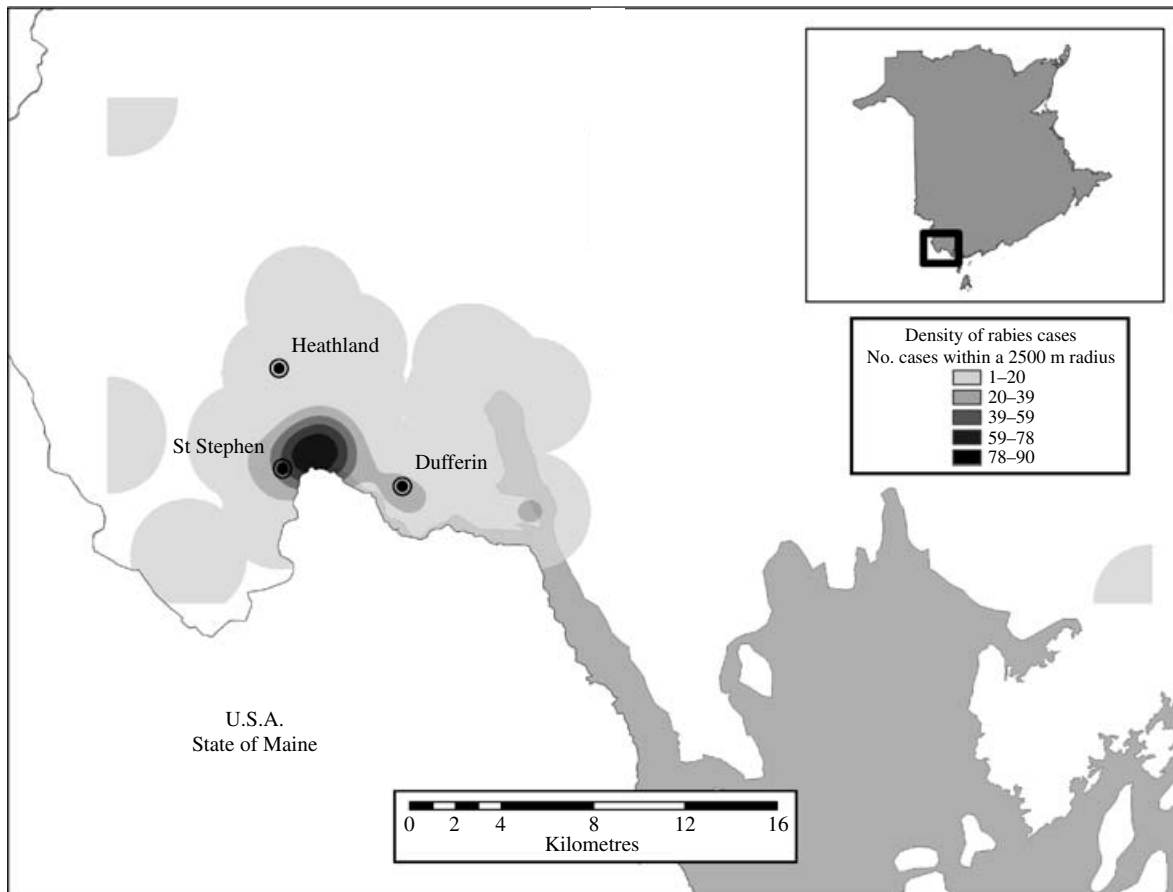 Heathland
St Stephen
Dufferin
U.S.A.
State of Maine
Density of rabies cases
No. cases within a 2500 m radius
1–20
20–39
39–59
59–78
78–90
0 2 4 8 12 16
Kilometres